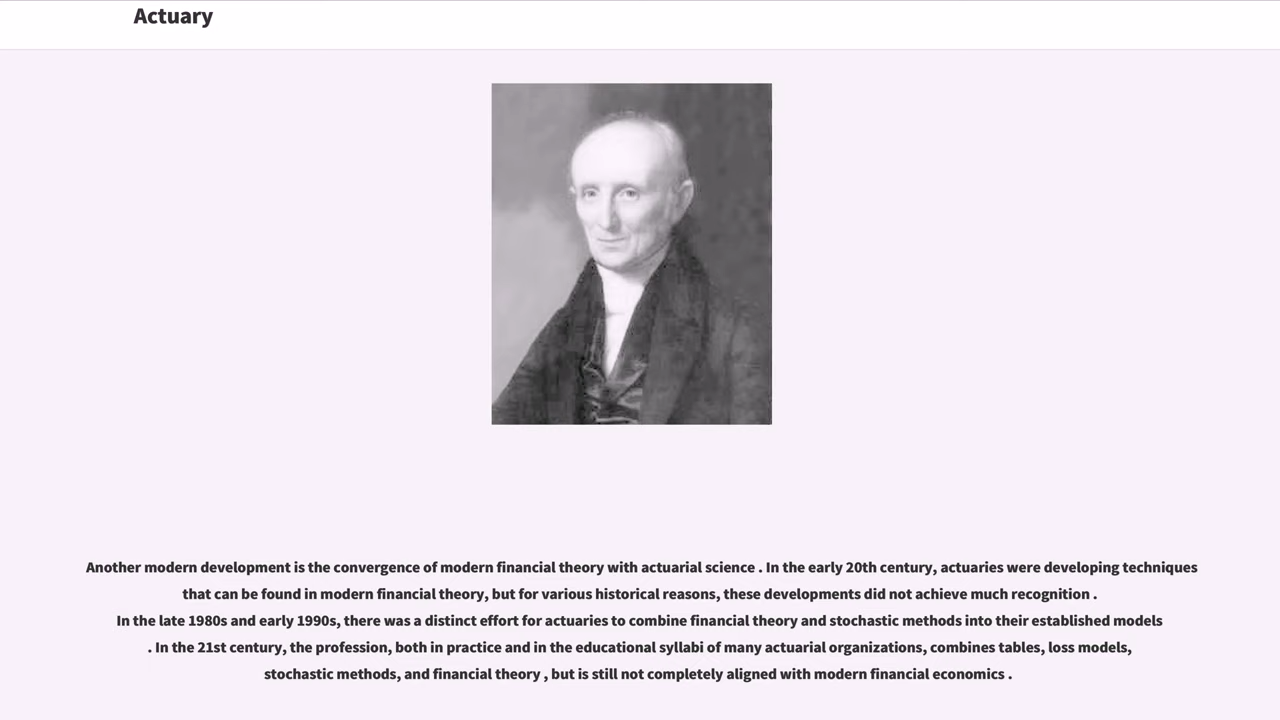 Actuary
Another modern development is the convergence of modern financial theory with actuarial science . In the early 20th century, actuaries were developing techniques
that can be found in modern financial theory, but for various historical reasons, these developments did not achieve much recognition .
In the late 1980s and early 1990s, there was a distinct effort for actuaries to combine financial theory and stochastic methods into their established models
. In the 21st century, the profession, both in practice and in the educational syllabi of many actuarial organizations, combines tables, loss models,
stochastic methods, and financial theory , but is still not completely aligned with modern financial economics .